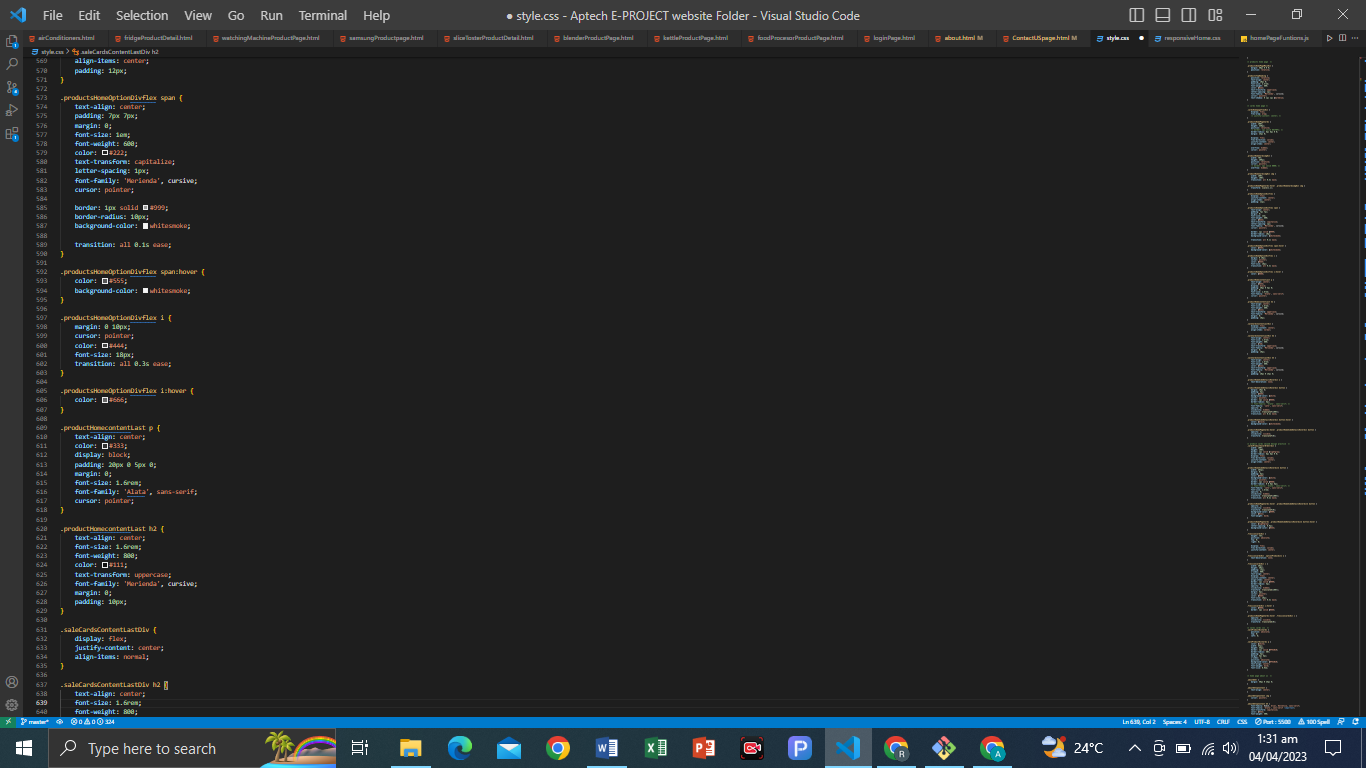 File Edit Selection View Go Run Terminal Help
● style.css - Aptech E-PROJECT website Folder - Visual Studio Code
airConditioners.html fridgeProductDetail.html watchingMachineProductPage.html samsungProductpage.html sliceTosterProductDetail.html blenderProductPage.html kettleProductPage.html foodProcesorProductPage.html loginPage.html about.html M ContactUSpage.html M style.css ● responsiveHome.css homePageFuntions.js
style.css > .saleCardsContentLastDiv h2
569 align-items: center;
570 padding: 12px;
571 }
572
573 .productsHomeOptionDivflex span {
574 text-align: center;
575 padding: 7px 7px;
576 margin: 0;
577 font-size: 1em;
578 font-weight: 600;
579 color: #222;
580 text-transform: capitalize;
581 letter-spacing: 1px;
582 font-family: 'Merienda', cursive;
583 cursor: pointer;
584
585 border: 1px solid #999;
586 border-radius: 10px;
587 background-color: whitesmoke;
588
589 transition: all 0.1s ease;
590 }
591
592 .productsHomeOptionDivflex span:hover {
593 color: #555;
594 background-color: whitesmoke;
595 }
596
597 .productsHomeOptionDivflex i {
598 margin: 0 10px;
599 cursor: pointer;
600 color: #444;
601 font-size: 18px;
602 transition: all 0.3s ease;
603 }
604
605 .productsHomeOptionDivflex i:hover {
606 color: #666;
607 }
608
609 .productHomecontentLast p {
610 text-align: center;
611 color: #333;
612 display: block;
613 padding: 20px 0 5px 0;
614 margin: 0;
615 font-size: 1.6rem;
616 font-family: 'Alata', sans-serif;
617 cursor: pointer;
618 }
619
620 .productHomecontentLast h2 {
621 text-align: center;
622 font-size: 1.6rem;
623 font-weight: 800;
624 color: #111;
625 text-transform: uppercase;
626 font-family: 'Merienda', cursive;
627 margin: 0;
628 padding: 10px;
629 }
630
631 .saleCardsContentLastDiv {
632 display: flex;
633 justify-content: center;
634 align-items: normal;
635 }
636
637 .saleCardsContentLastDiv h2 {
638 text-align: center;
639 font-size: 1.6rem;
640 font-weight: 800;
master* 0 0 324 Ln 639, Col 2 Spaces: 4 UTF-8 CRLF CSS Port : 5500 100 Spell
Type here to search 24°C 1:31 am
04/04/2023